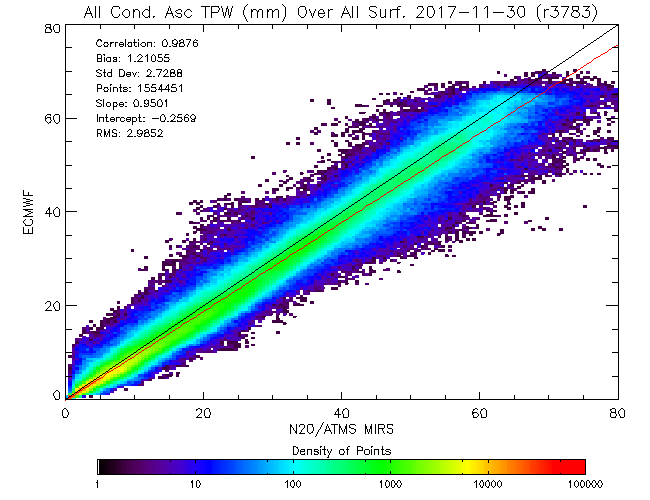 All Cond. Asc TPW (mm) Over All Surf. 2017-11-30 (r3783)
80
60
40
20
0
ECMWF
Correlation: 0.9876
Bias: 1.21055
Std Dev: 2.7288
Points: 1554451
Slope: 0.9501
Intercept: -0.2569
RMS: 2.9852
0 20 40 60 80
N20/ATMS MIRS
Density of Points
1 10 100 1000 10000 100000